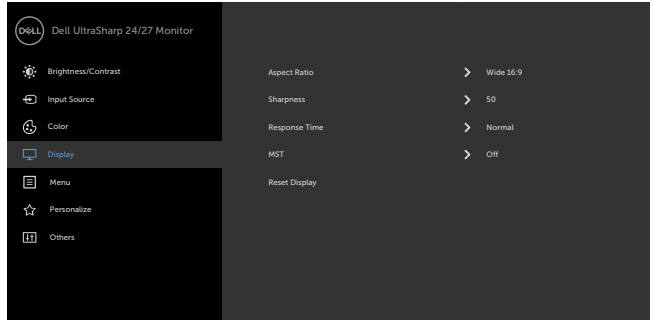 DELL Dell UltraSharp 24/27 Monitor
Brightness/Contrast
Aspect Ratio Wide 16:9
Input Source
Sharpness 50
Color
Response Time Normal
Display
MST Off
Menu
Reset Display
Personalize
Others